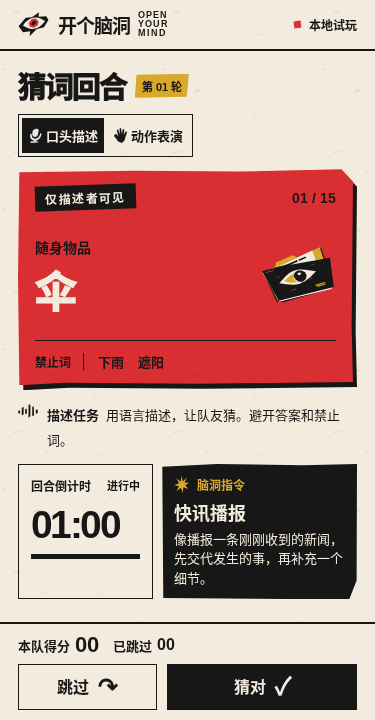 开个脑洞
OPEN
YOUR
MIND
本地试玩
猜词回合
第 01 轮
口头描述
动作表演
仅描述者可见
01 / 15
随身物品
伞
禁止词 下雨 遮阳
描述任务 用语言描述，让队友猜。避开答案和禁止
词。
回合倒计时 进行中
01:00
脑洞指令
快讯播报
像播报一条刚刚收到的新闻，
先交代发生的事，再补充一个
细节。
本队得分 00 已跳过 00
跳过
猜对